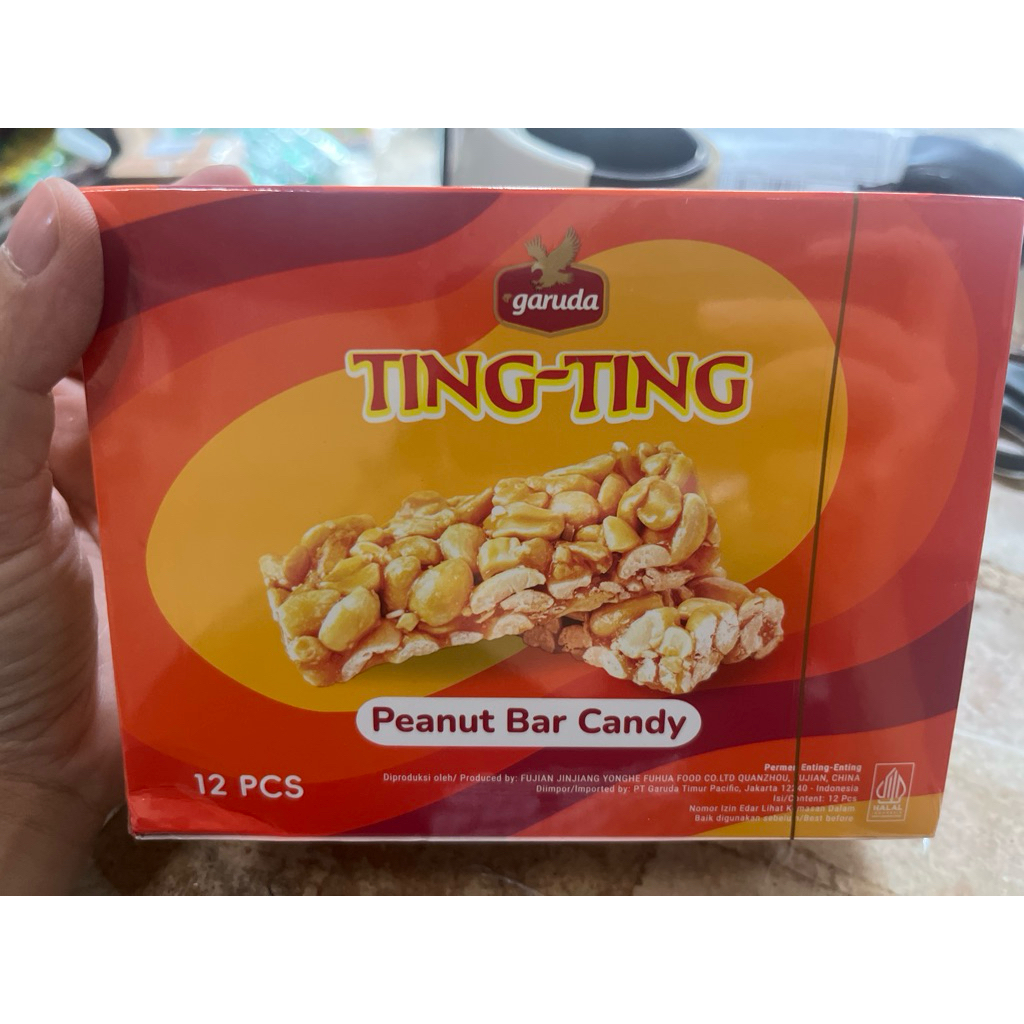 garuda
TING-TING
Peanut Bar Candy
12 PCS
Diproduksi oleh/ Produced by: FUJIAN JINJIANG YONGHE FUHUA FOOD CO.LTD QUANZHOU, FUJIAN, CHINA
Diimpor/Imported by: PT Garuda Timur Pacific, Jakarta 12240 - Indonesia
Permen Enting-Enting
Isi/Content: 12 Pcs
Nomor Izin Edar Lihat Kemasan Dalam
Baik digunakan sebelum/Best before
HALAL